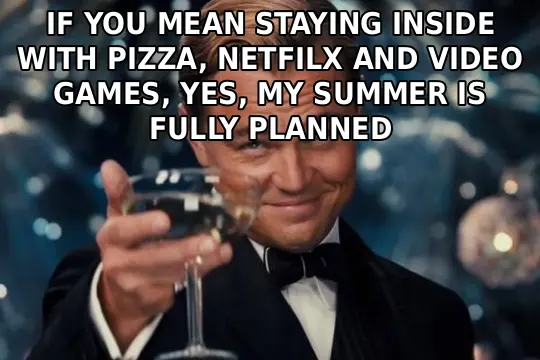 IF YOU MEAN STAYING INSIDE
WITH PIZZA, NETFILX AND VIDEO
GAMES, YES, MY SUMMER IS
FULLY PLANNED